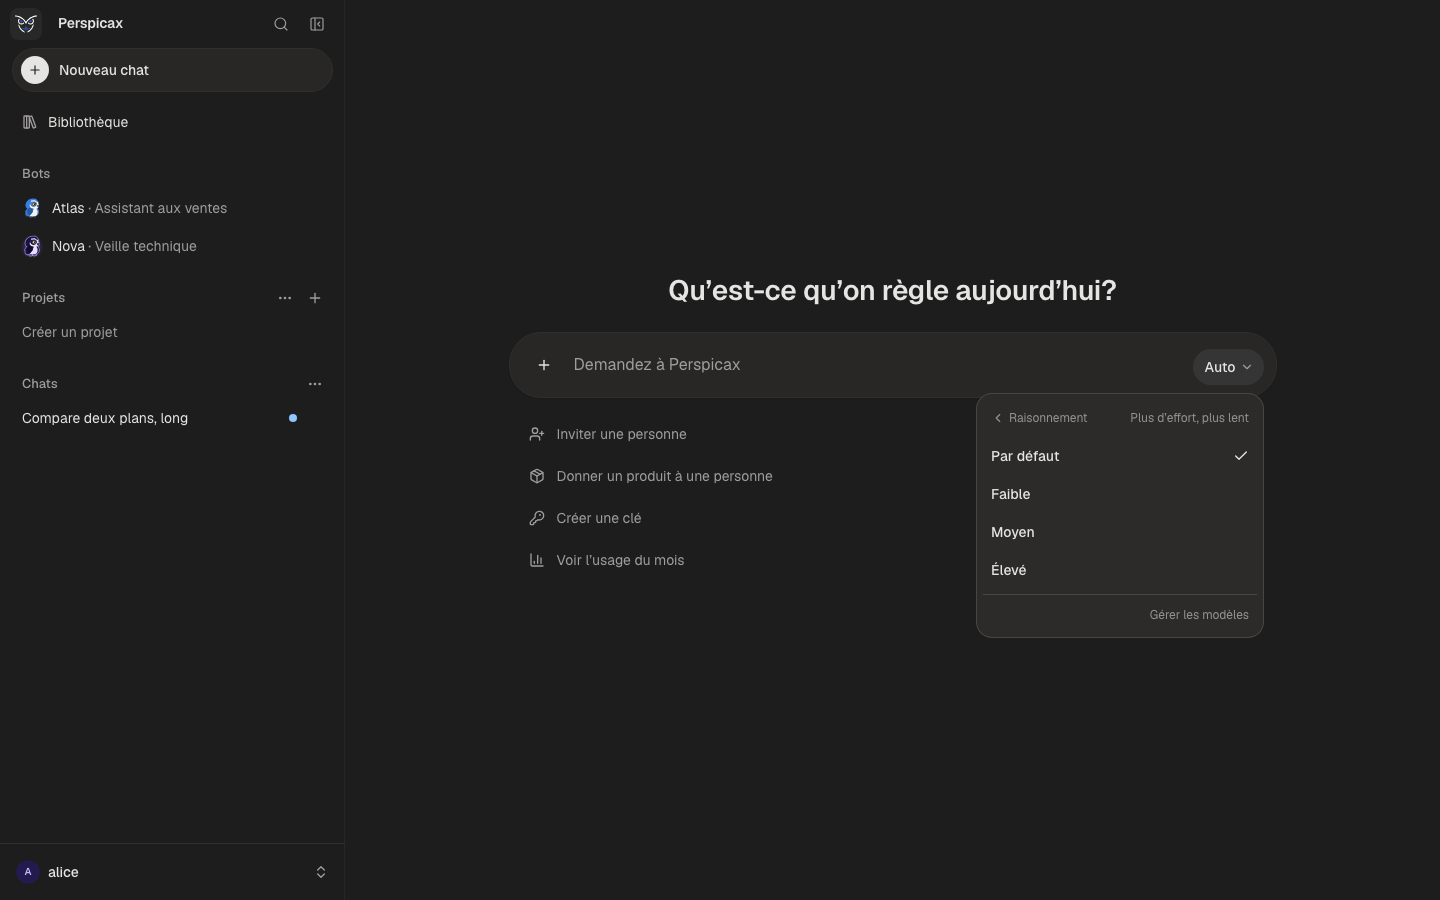 Perspicax
Nouveau chat
Bibliothèque
Bots
Atlas · Assistant aux ventes
Nova · Veille technique
Projets
Créer un projet
Chats
Compare deux plans, long
A alice
Qu’est-ce qu’on règle aujourd’hui?
Demandez à Perspicax
Auto
Inviter une personne
Donner un produit à une personne
Créer une clé
Voir l’usage du mois
Raisonnement Plus d’effort, plus lent
Par défaut
Faible
Moyen
Élevé
Gérer les modèles